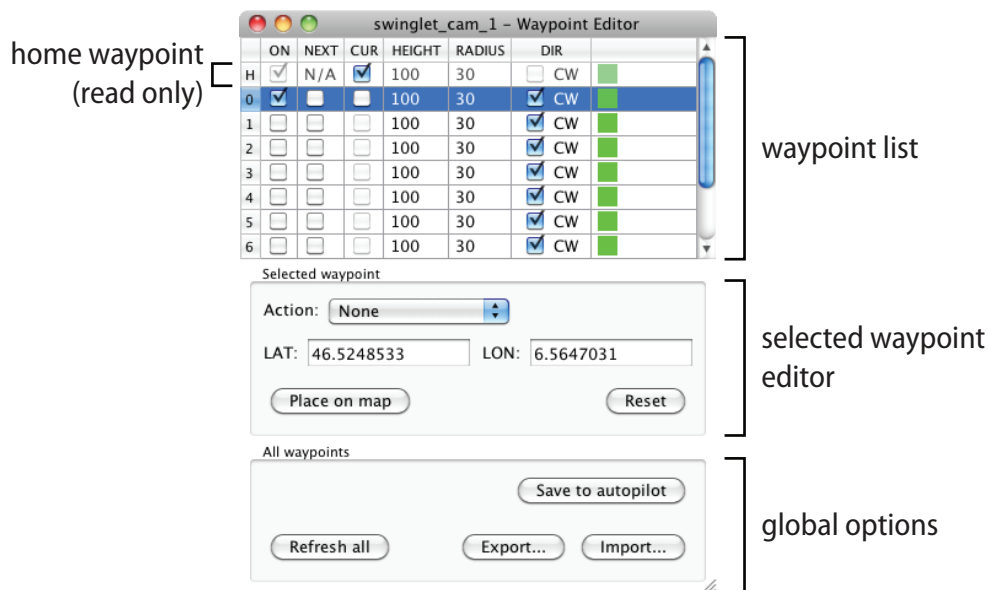 swinglet_cam_1 – Waypoint Editor
home waypoint
(read only)
ON NEXT CUR HEIGHT RADIUS DIR
H N/A 100 30 CW
0 100 30 CW
1 100 30 CW
2 100 30 CW
3 100 30 CW
4 100 30 CW
5 100 30 CW
6 100 30 CW
waypoint list
Selected waypoint
Action: None
LAT: 46.5248533 LON: 6.5647031
Place on map Reset
selected waypoint
editor
All waypoints
Save to autopilot
Refresh all Export... Import...
global options